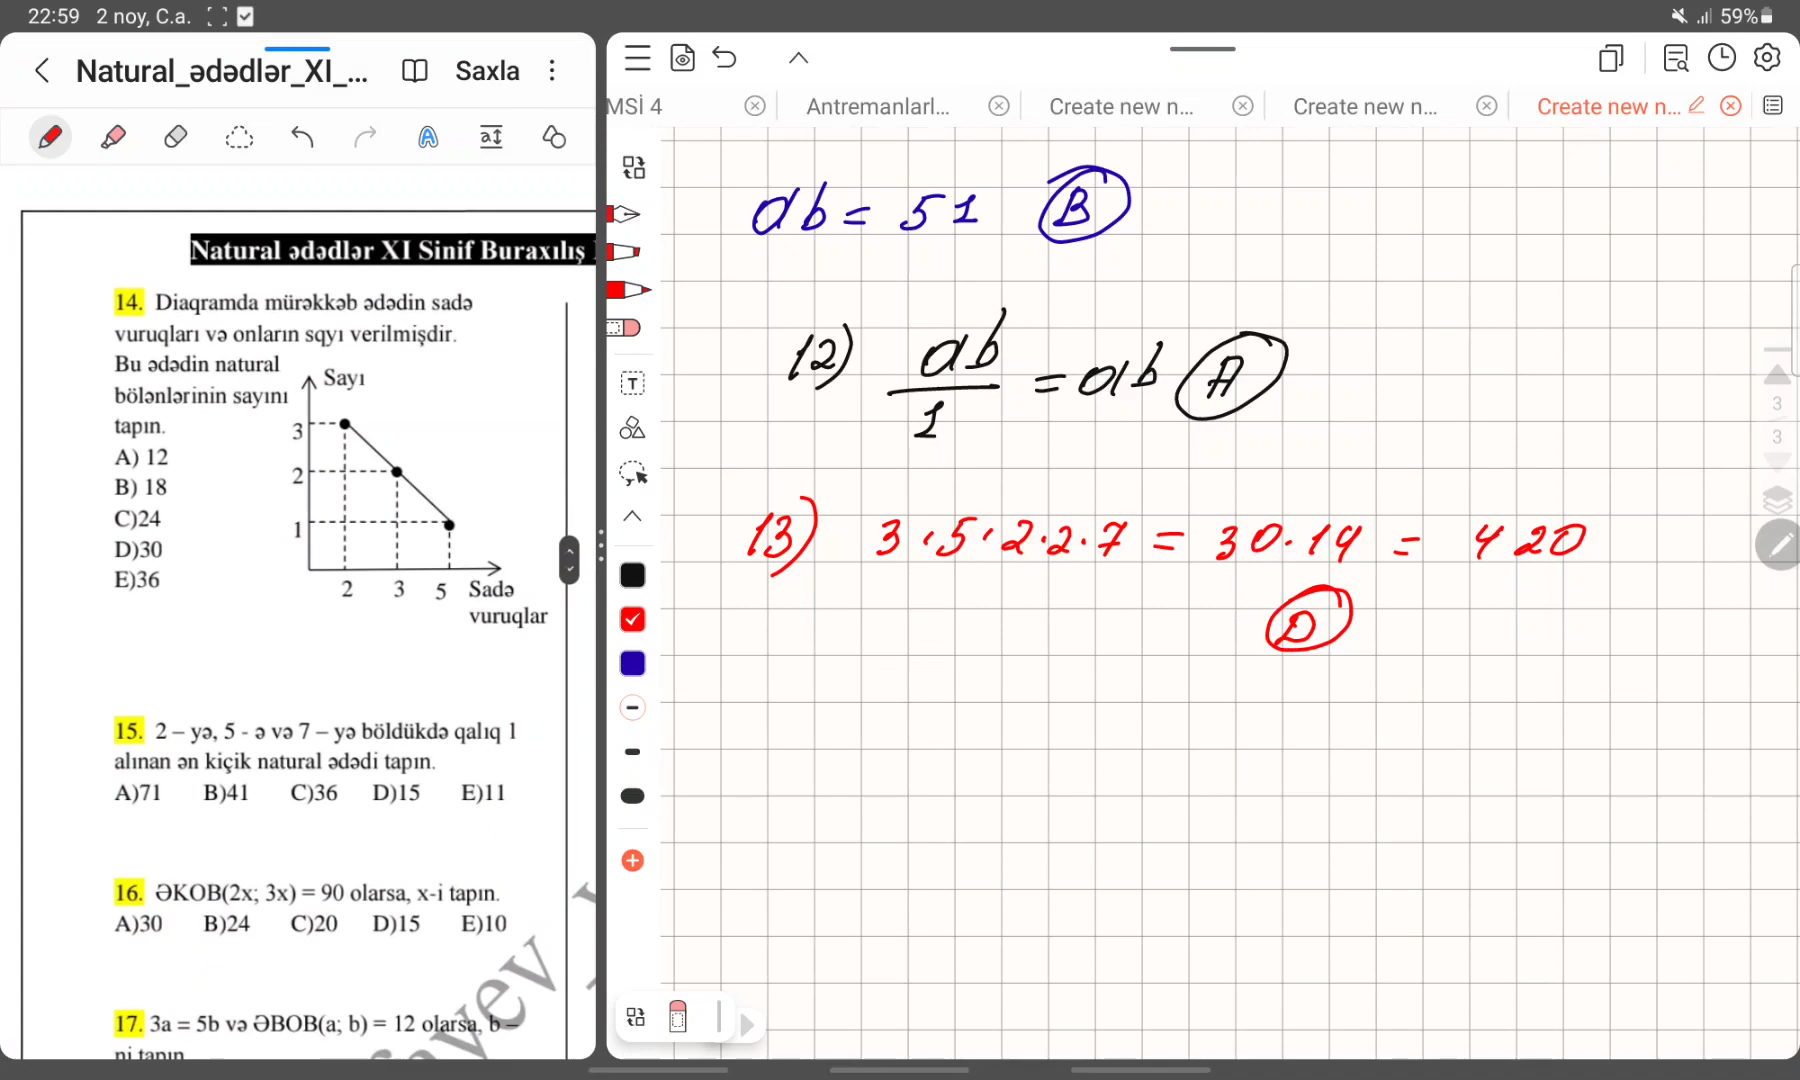 22:59 2 noy, C.a.
59%
Natural_ədədlər_XI_...
Saxla
Natural ədədlər XI Sinif Buraxılış
14. Diaqramda mürəkkəb ədədin sadə
vuruqları və onların sqyı verilmişdir.
Bu ədədin natural
bölənlərinin sayını
tapın.
A) 12
B) 18
C)24
D)30
E)36
Sayı
3
2
1
2 3 5 Sadə
vuruqlar
15. 2 – yə, 5 - ə və 7 – yə böldükdə qalıq 1
alınan ən kiçik natural ədədi tapın.
A)71 B)41 C)36 D)15 E)11
16. ƏKOB(2x; 3x) = 90 olarsa, x-i tapın.
A)30 B)24 C)20 D)15 E)10
17. 3a = 5b və ƏBOB(a; b) = 12 olarsa, b –
ni tapın
MSİ 4
Antremanlarl...
Create new n...
Create new n...
Create new n...
ab = 51 B
12) ab/1 = ab A
13) 3·5·2·2·7 = 30·14 = 420
D
3
3